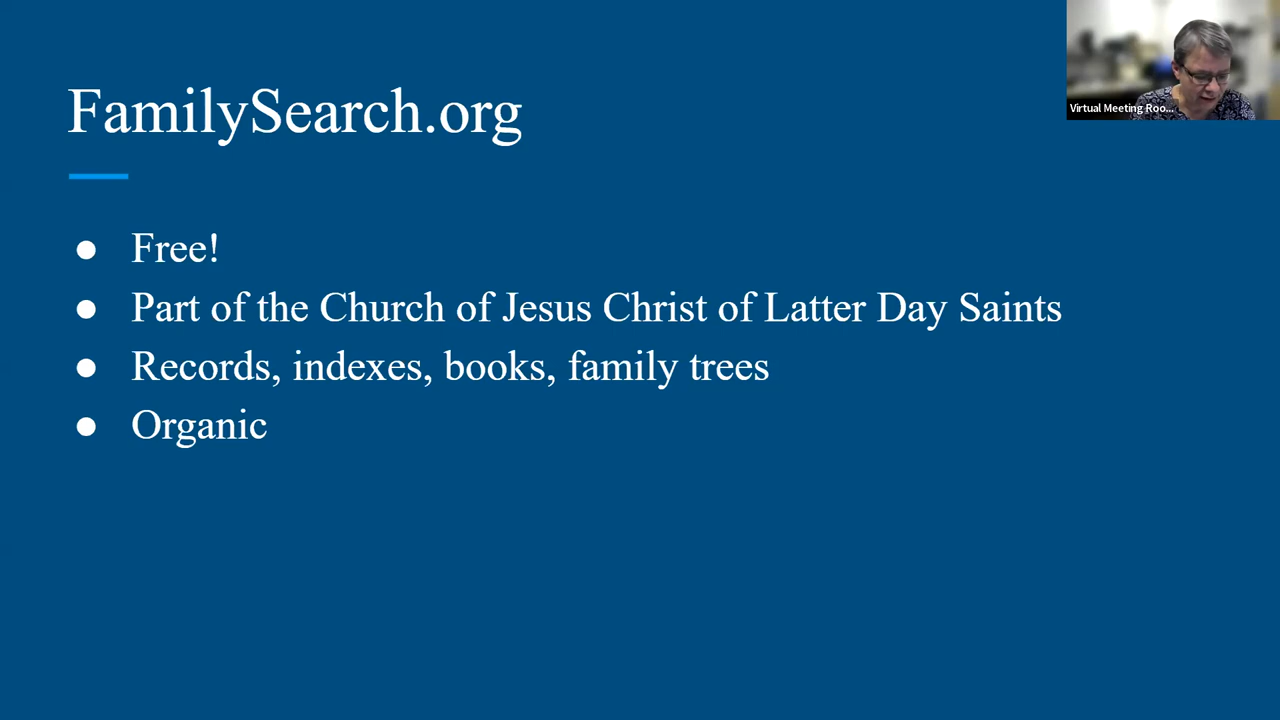 FamilySearch.org
Virtual Meeting Roo...
● Free!
● Part of the Church of Jesus Christ of Latter Day Saints
● Records, indexes, books, family trees
● Organic